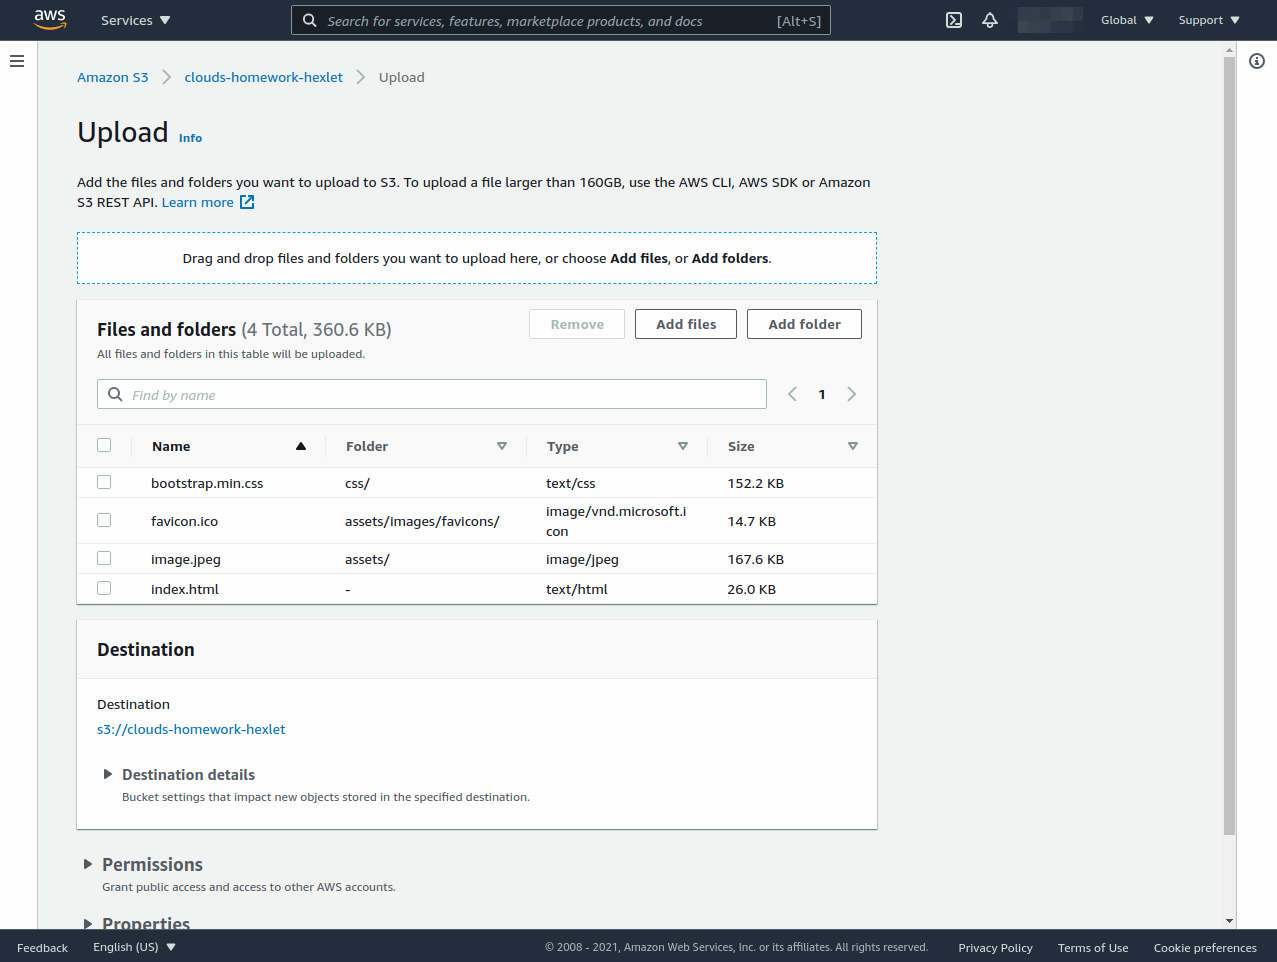 aws Services Search for services, features, marketplace products, and docs [Alt+S] Global Support
Amazon S3 clouds-homework-hexlet Upload
Upload Info
Add the files and folders you want to upload to S3. To upload a file larger than 160GB, use the AWS CLI, AWS SDK or Amazon
S3 REST API. Learn more
Drag and drop files and folders you want to upload here, or choose Add files, or Add folders.
Files and folders (4 Total, 360.6 KB) Remove Add files Add folder
All files and folders in this table will be uploaded.
Find by name 1
Name Folder Type Size
bootstrap.min.css css/ text/css 152.2 KB
favicon.ico assets/images/favicons/ image/vnd.microsoft.i
con 14.7 KB
image.jpeg assets/ image/jpeg 167.6 KB
index.html - text/html 26.0 KB
Destination
Destination
s3://clouds-homework-hexlet
Destination details
Bucket settings that impact new objects stored in the specified destination.
Permissions
Grant public access and access to other AWS accounts.
Properties
Feedback English (US) © 2008 - 2021, Amazon Web Services, Inc. or its affiliates. All rights reserved. Privacy Policy Terms of Use Cookie preferences